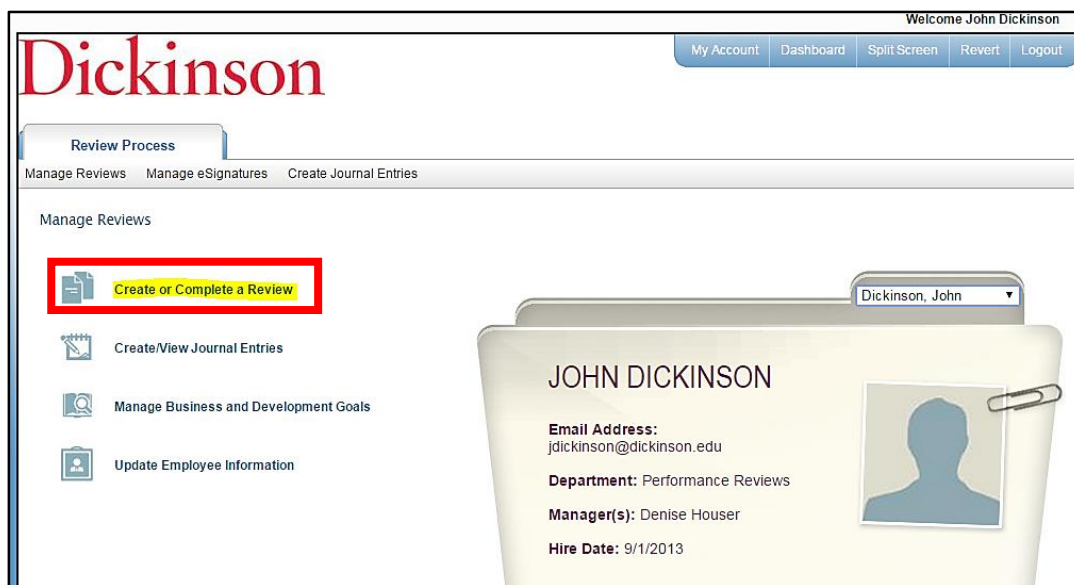 Welcome John Dickinson
Dickinson
My Account Dashboard Split Screen Revert Logout
Review Process
Manage Reviews Manage eSignatures Create Journal Entries
Manage Reviews
Create or Complete a Review
Create/View Journal Entries
Manage Business and Development Goals
Update Employee Information
Dickinson, John
JOHN DICKINSON
Email Address:
jdickinson@dickinson.edu
Department: Performance Reviews
Manager(s): Denise Houser
Hire Date: 9/1/2013